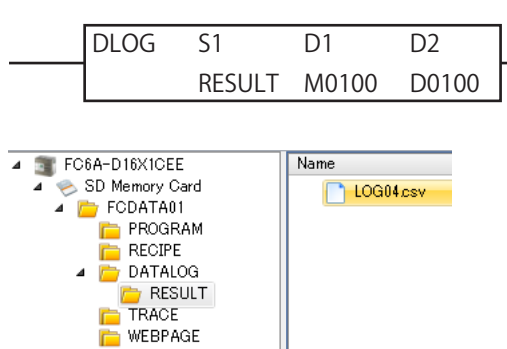 DLOG S1 D1 D2
RESULT M0100 D0100
FC6A-D16X1CEE
SD Memory Card
FCDATA01
PROGRAM
RECIPE
DATALOG
RESULT
TRACE
WEBPAGE
Name
LOG04.csv